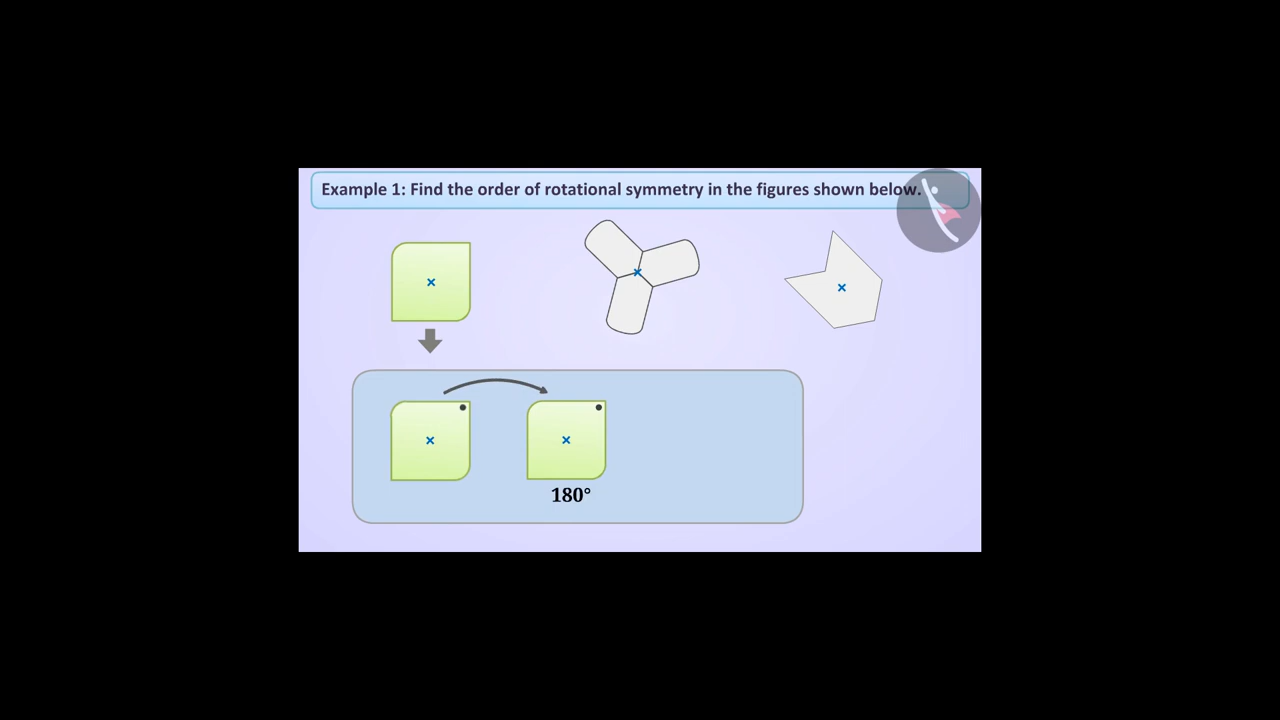 Example 1: Find the order of rotational symmetry in the figures shown below.
180°